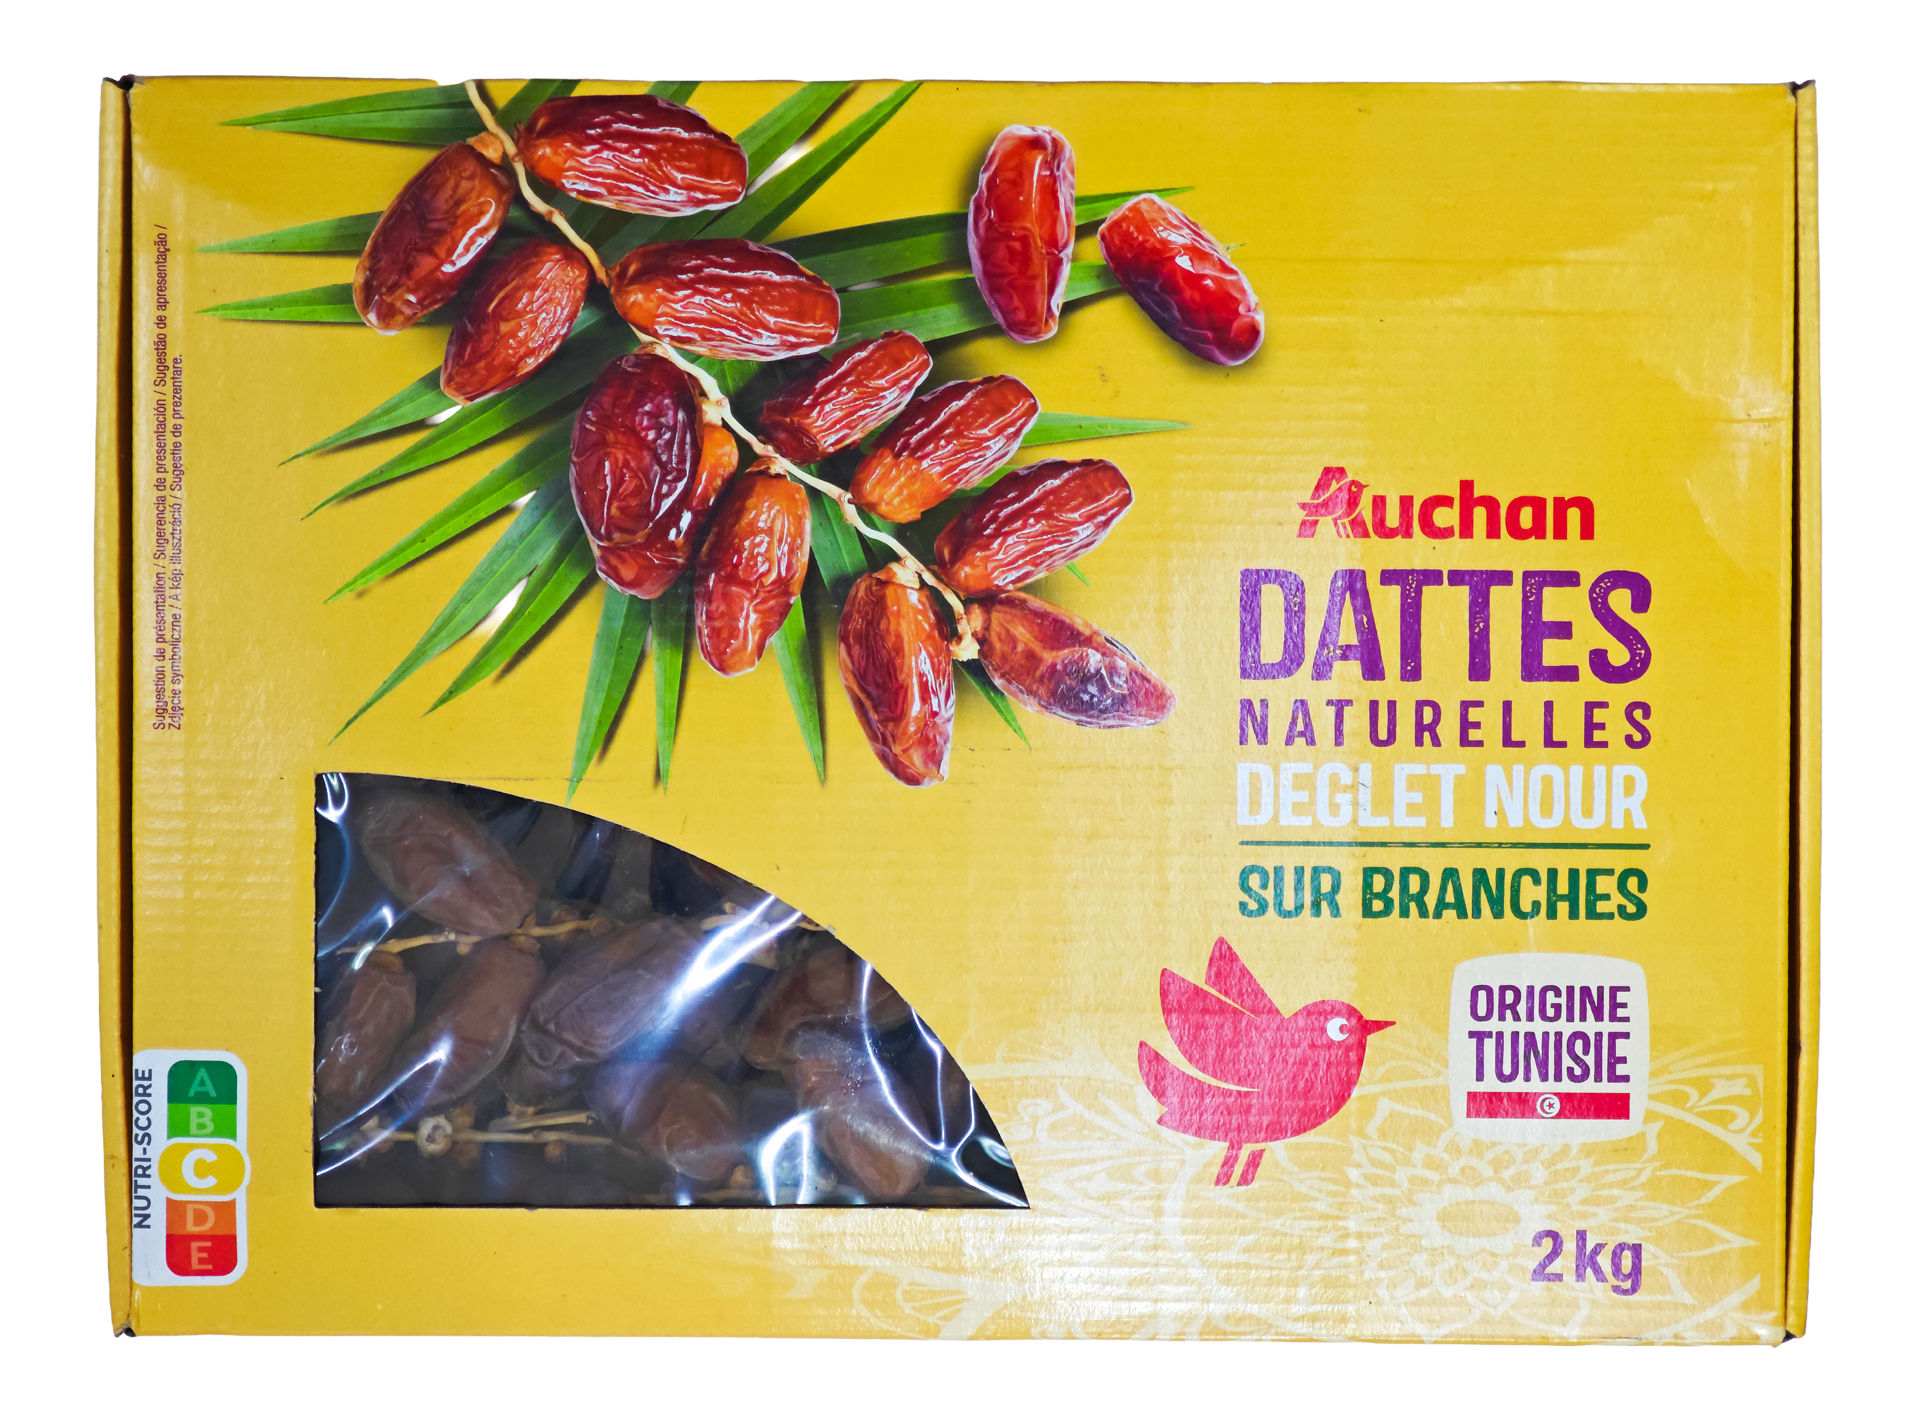 Suggestion de présentation / Sugerencia de presentación / Sugestão de apresentação /
Zdjęcie symboliczne / A kép illusztráció / Sugestie de prezentare.
Auchan
DATTES
NATURELLES
DEGLET NOUR
SUR BRANCHES
ORIGINE
TUNISIE
NUTRI-SCORE
A
B
C
D
E
2kg